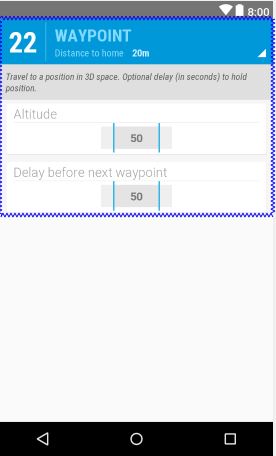 8:00
22
WAYPOINT
Distance to home 20m
Travel to a position in 3D space. Optional delay (in seconds) to hold
position.
Altitude
50
Delay before next waypoint
50